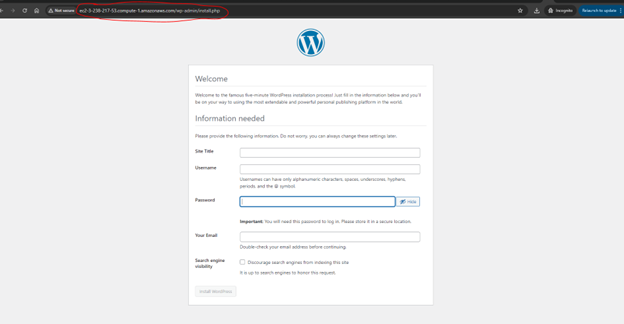 Not secure
ec2-3-238-217-53.compute-1.amazonaws.com/wp-admin/install.php
Incognito
Relaunch to update
Welcome
Welcome to the famous five-minute WordPress installation process! Just fill in the information below and you'll
be on your way to using the most extendable and powerful personal publishing platform in the world.
Information needed
Please provide the following information. Do not worry, you can always change these settings later.
Site Title
Username
Usernames can have only alphanumeric characters, spaces, underscores, hyphens,
periods, and the @ symbol.
Password
Hide
Important: You will need this password to log in. Please store it in a secure location.
Your Email
Double-check your email address before continuing.
Search engine
visibility
Discourage search engines from indexing this site
It is up to search engines to honor this request.
Install WordPress